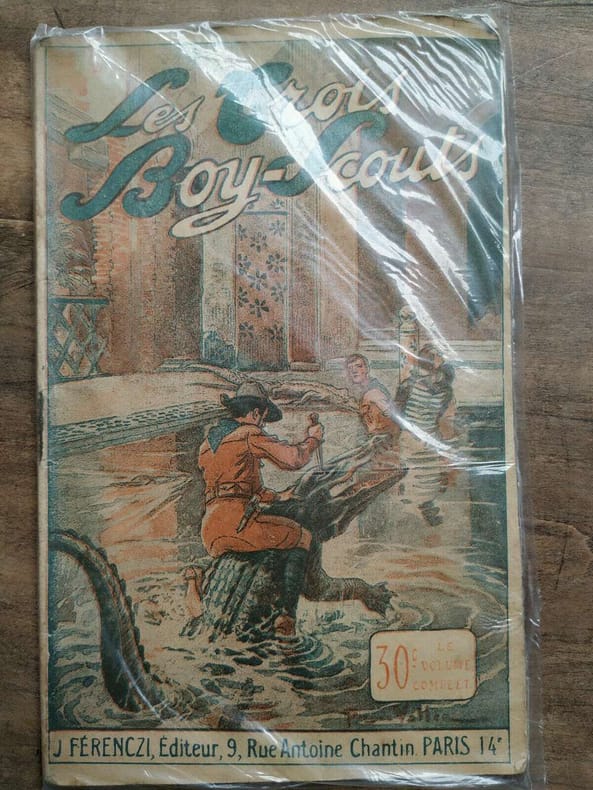 Les Trois
Boy-Scouts
30c.
LE
VOLUME
COMPLET
J. FÉRENCZI, Éditeur, 9, Rue Antoine Chantin. PARIS 14e